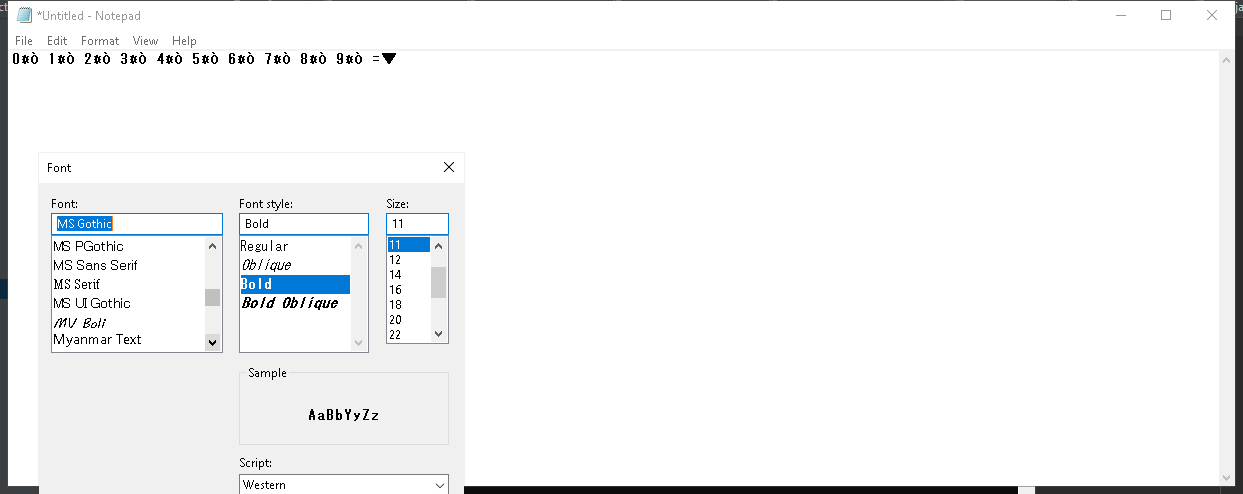 *Untitled - Notepad
File Edit Format View Help
0*ò 1*ò 2*ò 3*ò 4*ò 5*ò 6*ò 7*ò 8*ò 9*ò =▼
Font
Font: Font style: Size:
MS Gothic Bold 11
MS PGothic Regular 11
MS Sans Serif Oblique 12
MS Serif Bold 14
MS UI Gothic Bold Oblique 16
MV Boli 18
Myanmar Text 20
22
Sample
AaBbYyZz
Script:
Western